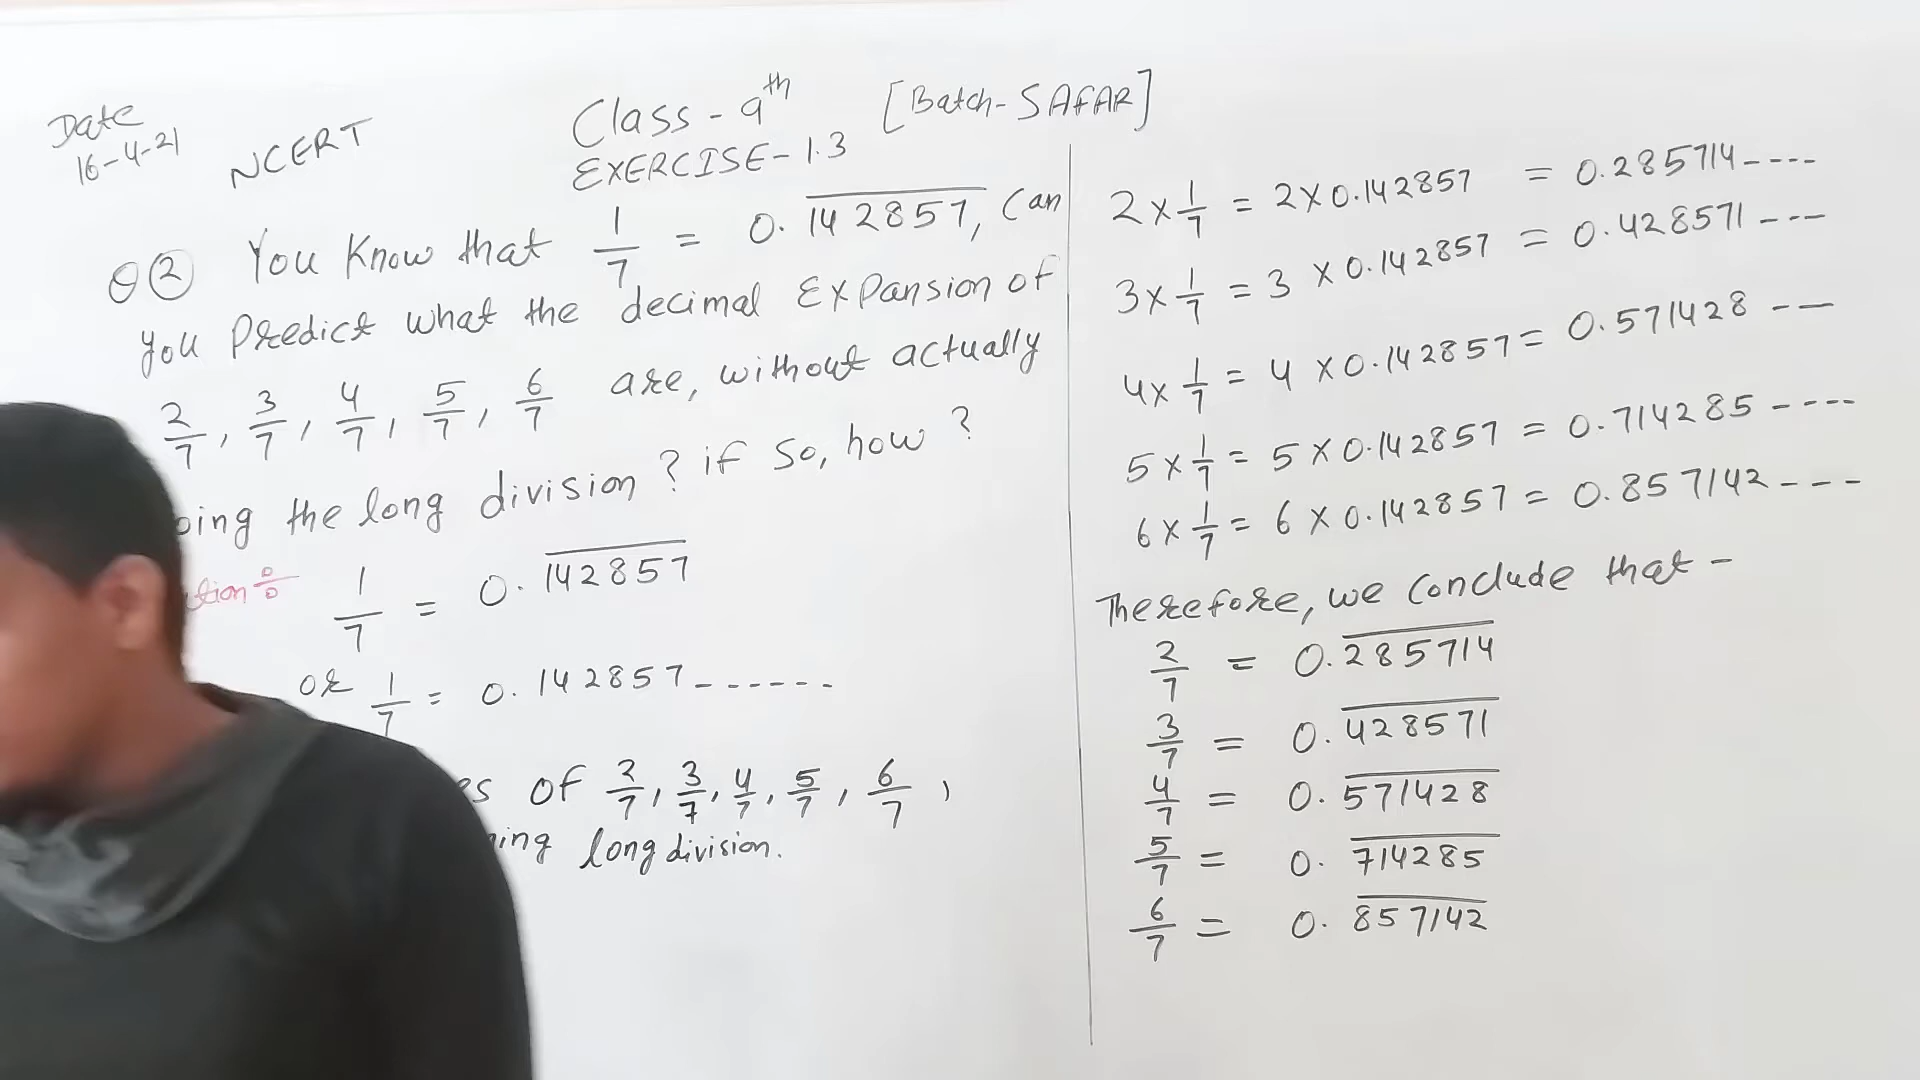 Date
16-4-21
NCERT
Class - 9th [Batch- SAFAR]
EXERCISE - 1.3
Q② You Know that 1/7 = 0.\overline{142857}, Can
you Predict what the decimal Expansion of
2/7, 3/7, 4/7, 5/7, 6/7 are, without actually
oing the long division? if so, how?
1/7 = 0.\overline{142857}
or 1/7 = 0.142857------
of 2/7, 3/7, 4/7, 5/7, 6/7,
long division.
2 x 1/7 = 2 x 0.142857 = 0.285714----
3 x 1/7 = 3 x 0.142857 = 0.428571---
4 x 1/7 = 4 x 0.142857 = 0.571428---
5 x 1/7 = 5 x 0.142857 = 0.714285----
6 x 1/7 = 6 x 0.142857 = 0.857142---
Therefore, we Conclude that -
2/7 = 0.\overline{285714}
3/7 = 0.\overline{428571}
4/7 = 0.\overline{571428}
5/7 = 0.\overline{714285}
6/7 = 0.\overline{857142}